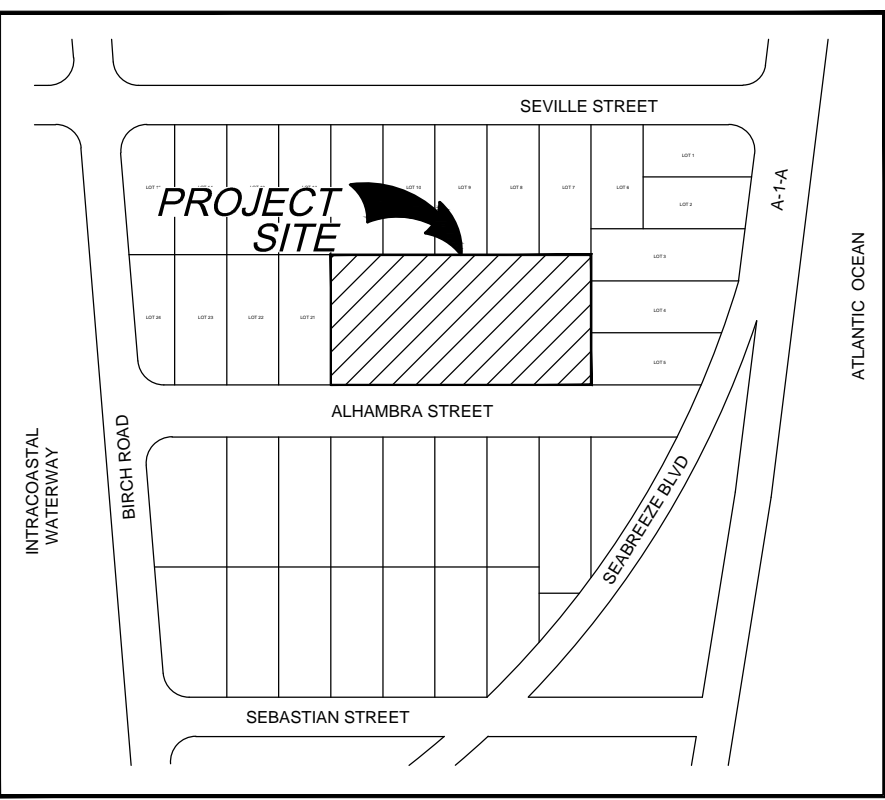 SEVILLE STREET
LOT 1
LOT 10
LOT 9
LOT 8
LOT 7
LOT 6
LOT 2
A-1-A
PROJECT
SITE
LOT 3
ATLANTIC OCEAN
LOT 24
LOT 23
LOT 22
LOT 21
LOT 4
LOT 5
ALHAMBRA STREET
BIRCH ROAD
INTRACOASTAL
WATERWAY
SEABREEZE BLVD
SEBASTIAN STREET